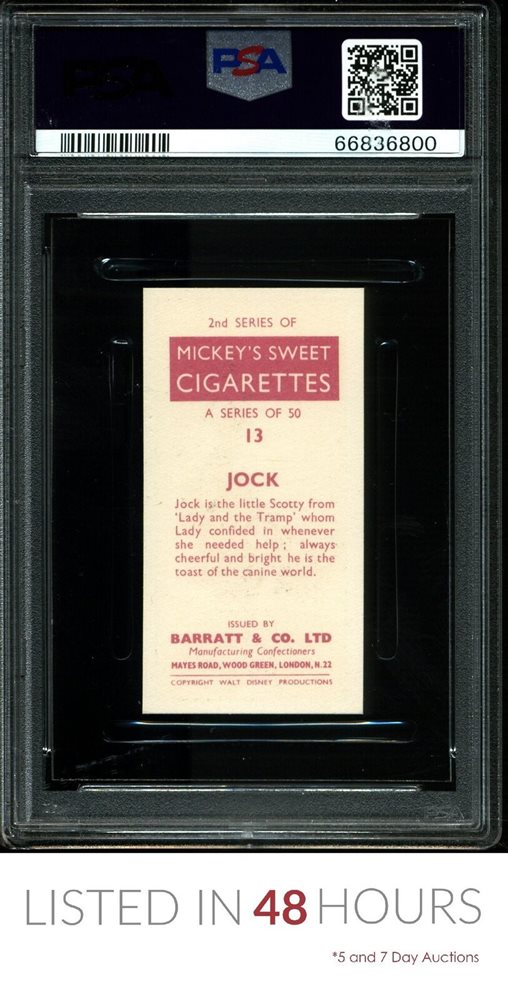 PSA PSA
66836800
2nd SERIES OF
MICKEY'S SWEET
CIGARETTES
A SERIES OF 50
13
JOCK
Jock is the little Scotty from
'Lady and the Tramp' whom
Lady confided in whenever
she needed help; always
cheerful and bright he is the
toast of the canine world.
ISSUED BY
BARRATT & CO. LTD
Manufacturing Confectioners
MAYES ROAD, WOOD GREEN, LONDON, N.22
COPYRIGHT WALT DISNEY PRODUCTIONS
LISTED IN 48 HOURS
*5 and 7 Day Auctions